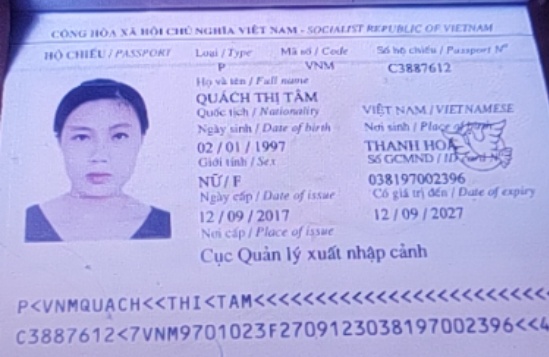 CỘNG HÒA XÃ HỘI CHỦ NGHĨA VIỆT NAM - SOCIALIST REPUBLIC OF VIETNAM
HỘ CHIẾU / PASSPORT Loại / Type Mã số / Code Số hộ chiếu / Passport Nº
P VNM C3887612
Họ và tên / Full name
QUÁCH THỊ TÂM
Quốc tịch / Nationality VIỆT NAM / VIETNAMESE
Ngày sinh / Date of birth Nơi sinh / Place of birth
02 / 01 / 1997 THANH HOÁ
Giới tính / Sex Số GCMND /
NỮ / F 038197002396
Ngày cấp / Date of issue Có giá trị đến / Date of expiry
12 / 09 / 2017 12 / 09 / 2027
Nơi cấp / Place of issue
Cục Quản lý xuất nhập cảnh
P<VNMQUACH<<THI<TAM<<<<<<<<<<<<<<<<<<<<<<<<<
C3887612<7VNM9701023F2709123038197002396<<4